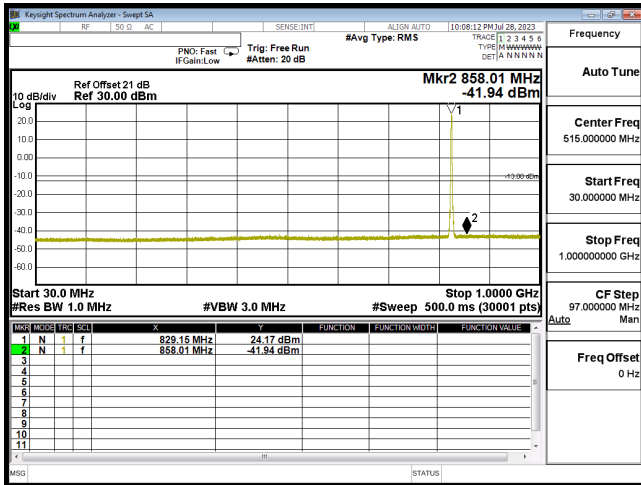 Keysight Spectrum Analyzer - Swept SA
RF 50 Ω AC SENSE:INT ALIGN AUTO 10:08:12 PM Jul 28, 2023
Frequency
#Avg Type: RMS TRACE 1 2 3 4 5 6
PNO: Fast Trig: Free Run TYPE M WWWWW
IFGain:Low #Atten: 20 dB DET A N N N N N
Auto Tune
Mkr2 858.01 MHz
Ref Offset 21 dB
10 dB/div Ref 30.00 dBm -41.94 dBm
Log
1
20.0
10.0
0.00
-10.0
-13.00 dBm
-20.0
-30.0
-40.0
2
-50.0
-60.0
Center Freq
515.000000 MHz
Start Freq
30.000000 MHz
Stop Freq
1.000000000 GHz
Start 30.0 MHz Stop 1.0000 GHz
#Res BW 1.0 MHz #VBW 3.0 MHz #Sweep 500.0 ms (30001 pts)
CF Step
97.000000 MHz
Auto Man
MKR MODE TRC SCL X Y FUNCTION FUNCTION WIDTH FUNCTION VALUE
1 N 1 f 829.15 MHz 24.17 dBm
2 N 1 f 858.01 MHz -41.94 dBm
3
4
5
6
7
8
9
10
11
Freq Offset
0 Hz
MSG STATUS